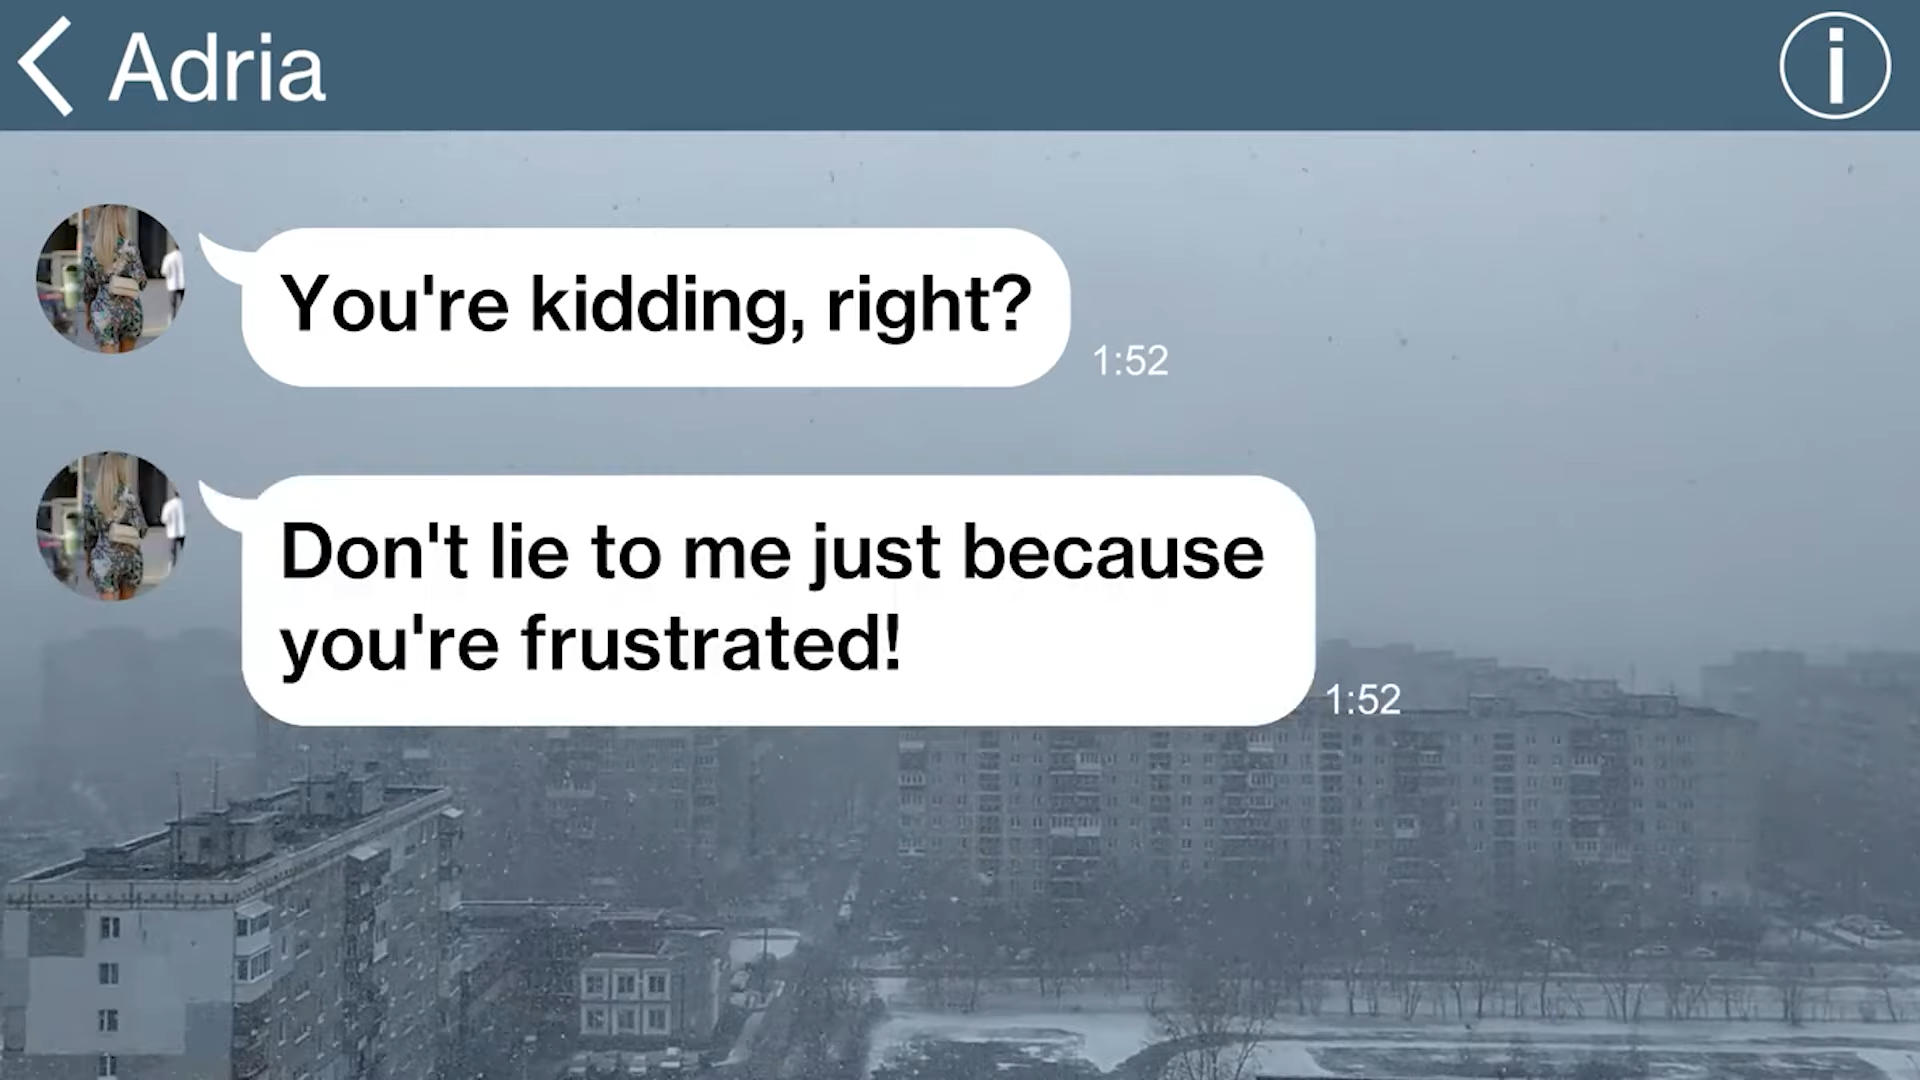 Adria
You're kidding, right?
1:52
Don't lie to me just because
you're frustrated!
1:52